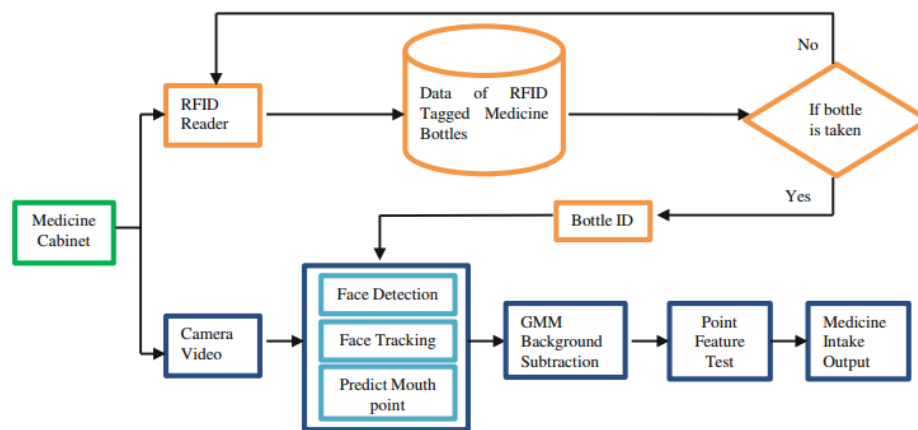 No
RFID
Reader
Data of RFID
Tagged Medicine
Bottles
If bottle
is taken
Yes
Bottle ID
Medicine
Cabinet
Face Detection
Face Tracking
Predict Mouth
point
Camera
Video
GMM
Background
Subtraction
Point
Feature
Test
Medicine
Intake
Output